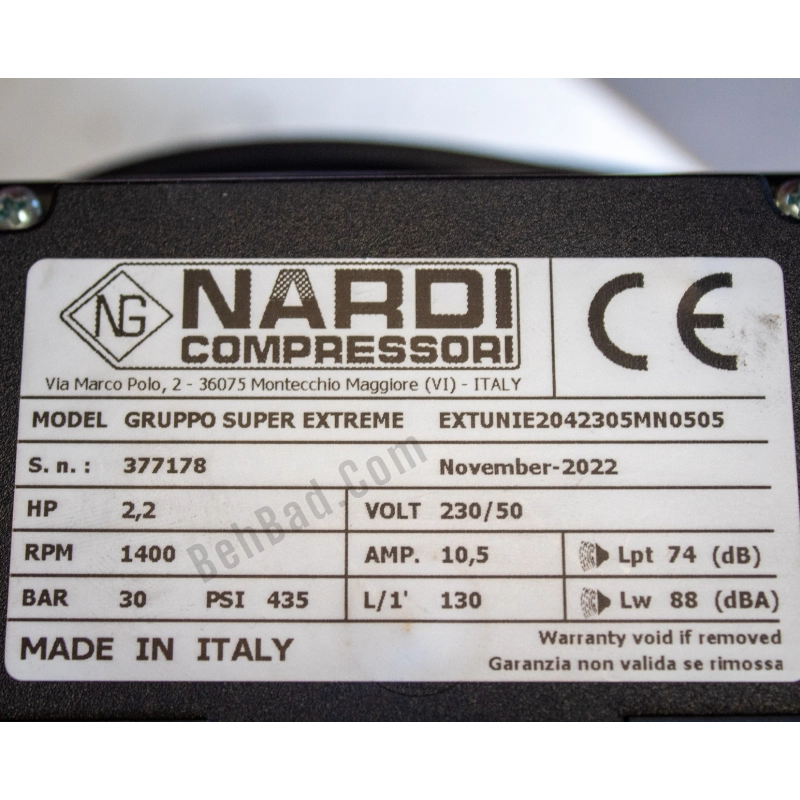 NG NARDI
COMPRESSORI
CE
Via Marco Polo, 2 - 36075 Montecchio Maggiore (VI) - ITALY
MODEL GRUPPO SUPER EXTREME EXTUNIE2042305MN0505
S.n.: 377178 November-2022
HP 2,2 VOLT 230/50
RPM 1400 AMP. 10,5 Lpt 74 (dB)
BAR 30 PSI 435 L/1' 130 Lw 88 (dBA)
MADE IN ITALY
Warranty void if removed
Garanzia non valida se rimossa
BehBad.Com